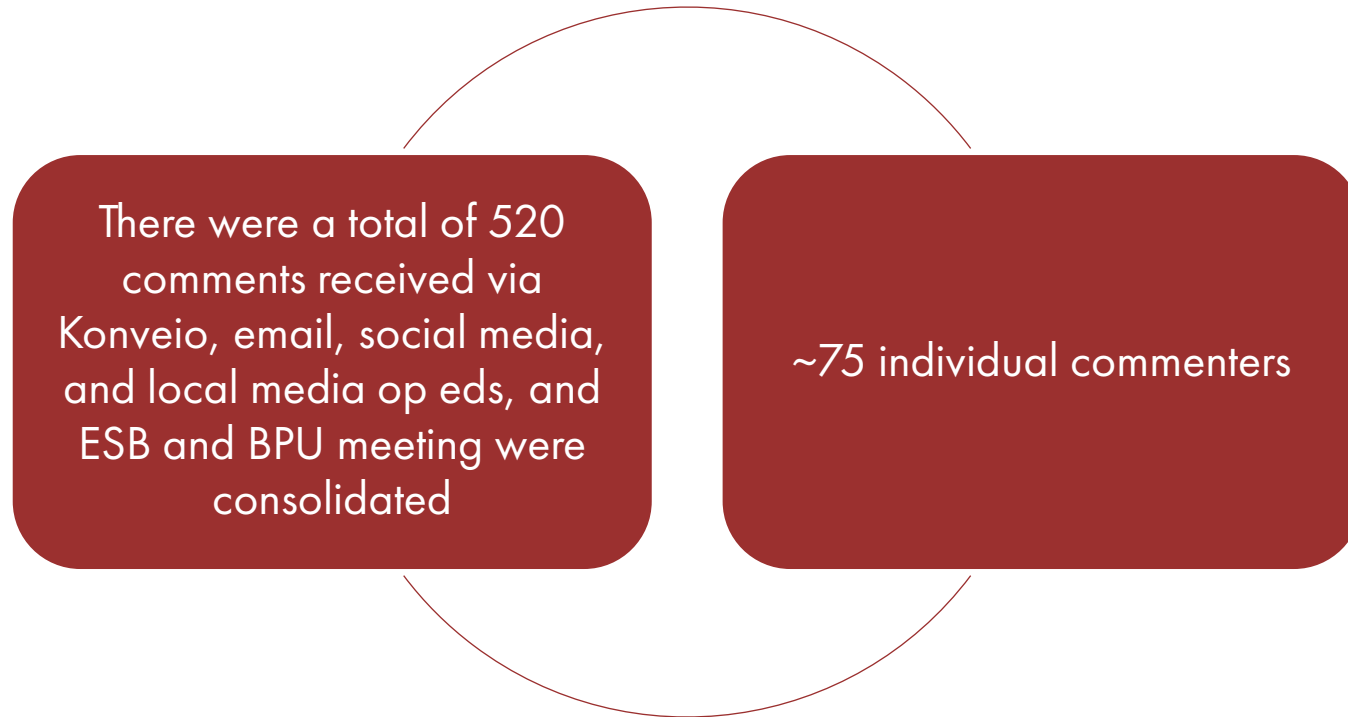 There were a total of 520
comments received via
Konveio, email, social media,
and local media op eds, and
ESB and BPU meeting were
consolidated
~75 individual commenters